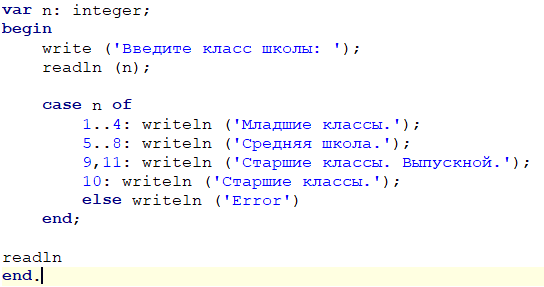 var n: integer;
begin
write ('Введите класс школы: ');
readln (n);
case n of
1..4: writeln ('Младшие классы.');
5..8: writeln ('Средняя школа.');
9,11: writeln ('Старшие классы. Выпускной.');
10: writeln ('Старшие классы.');
else writeln ('Error')
end;
readln
end.